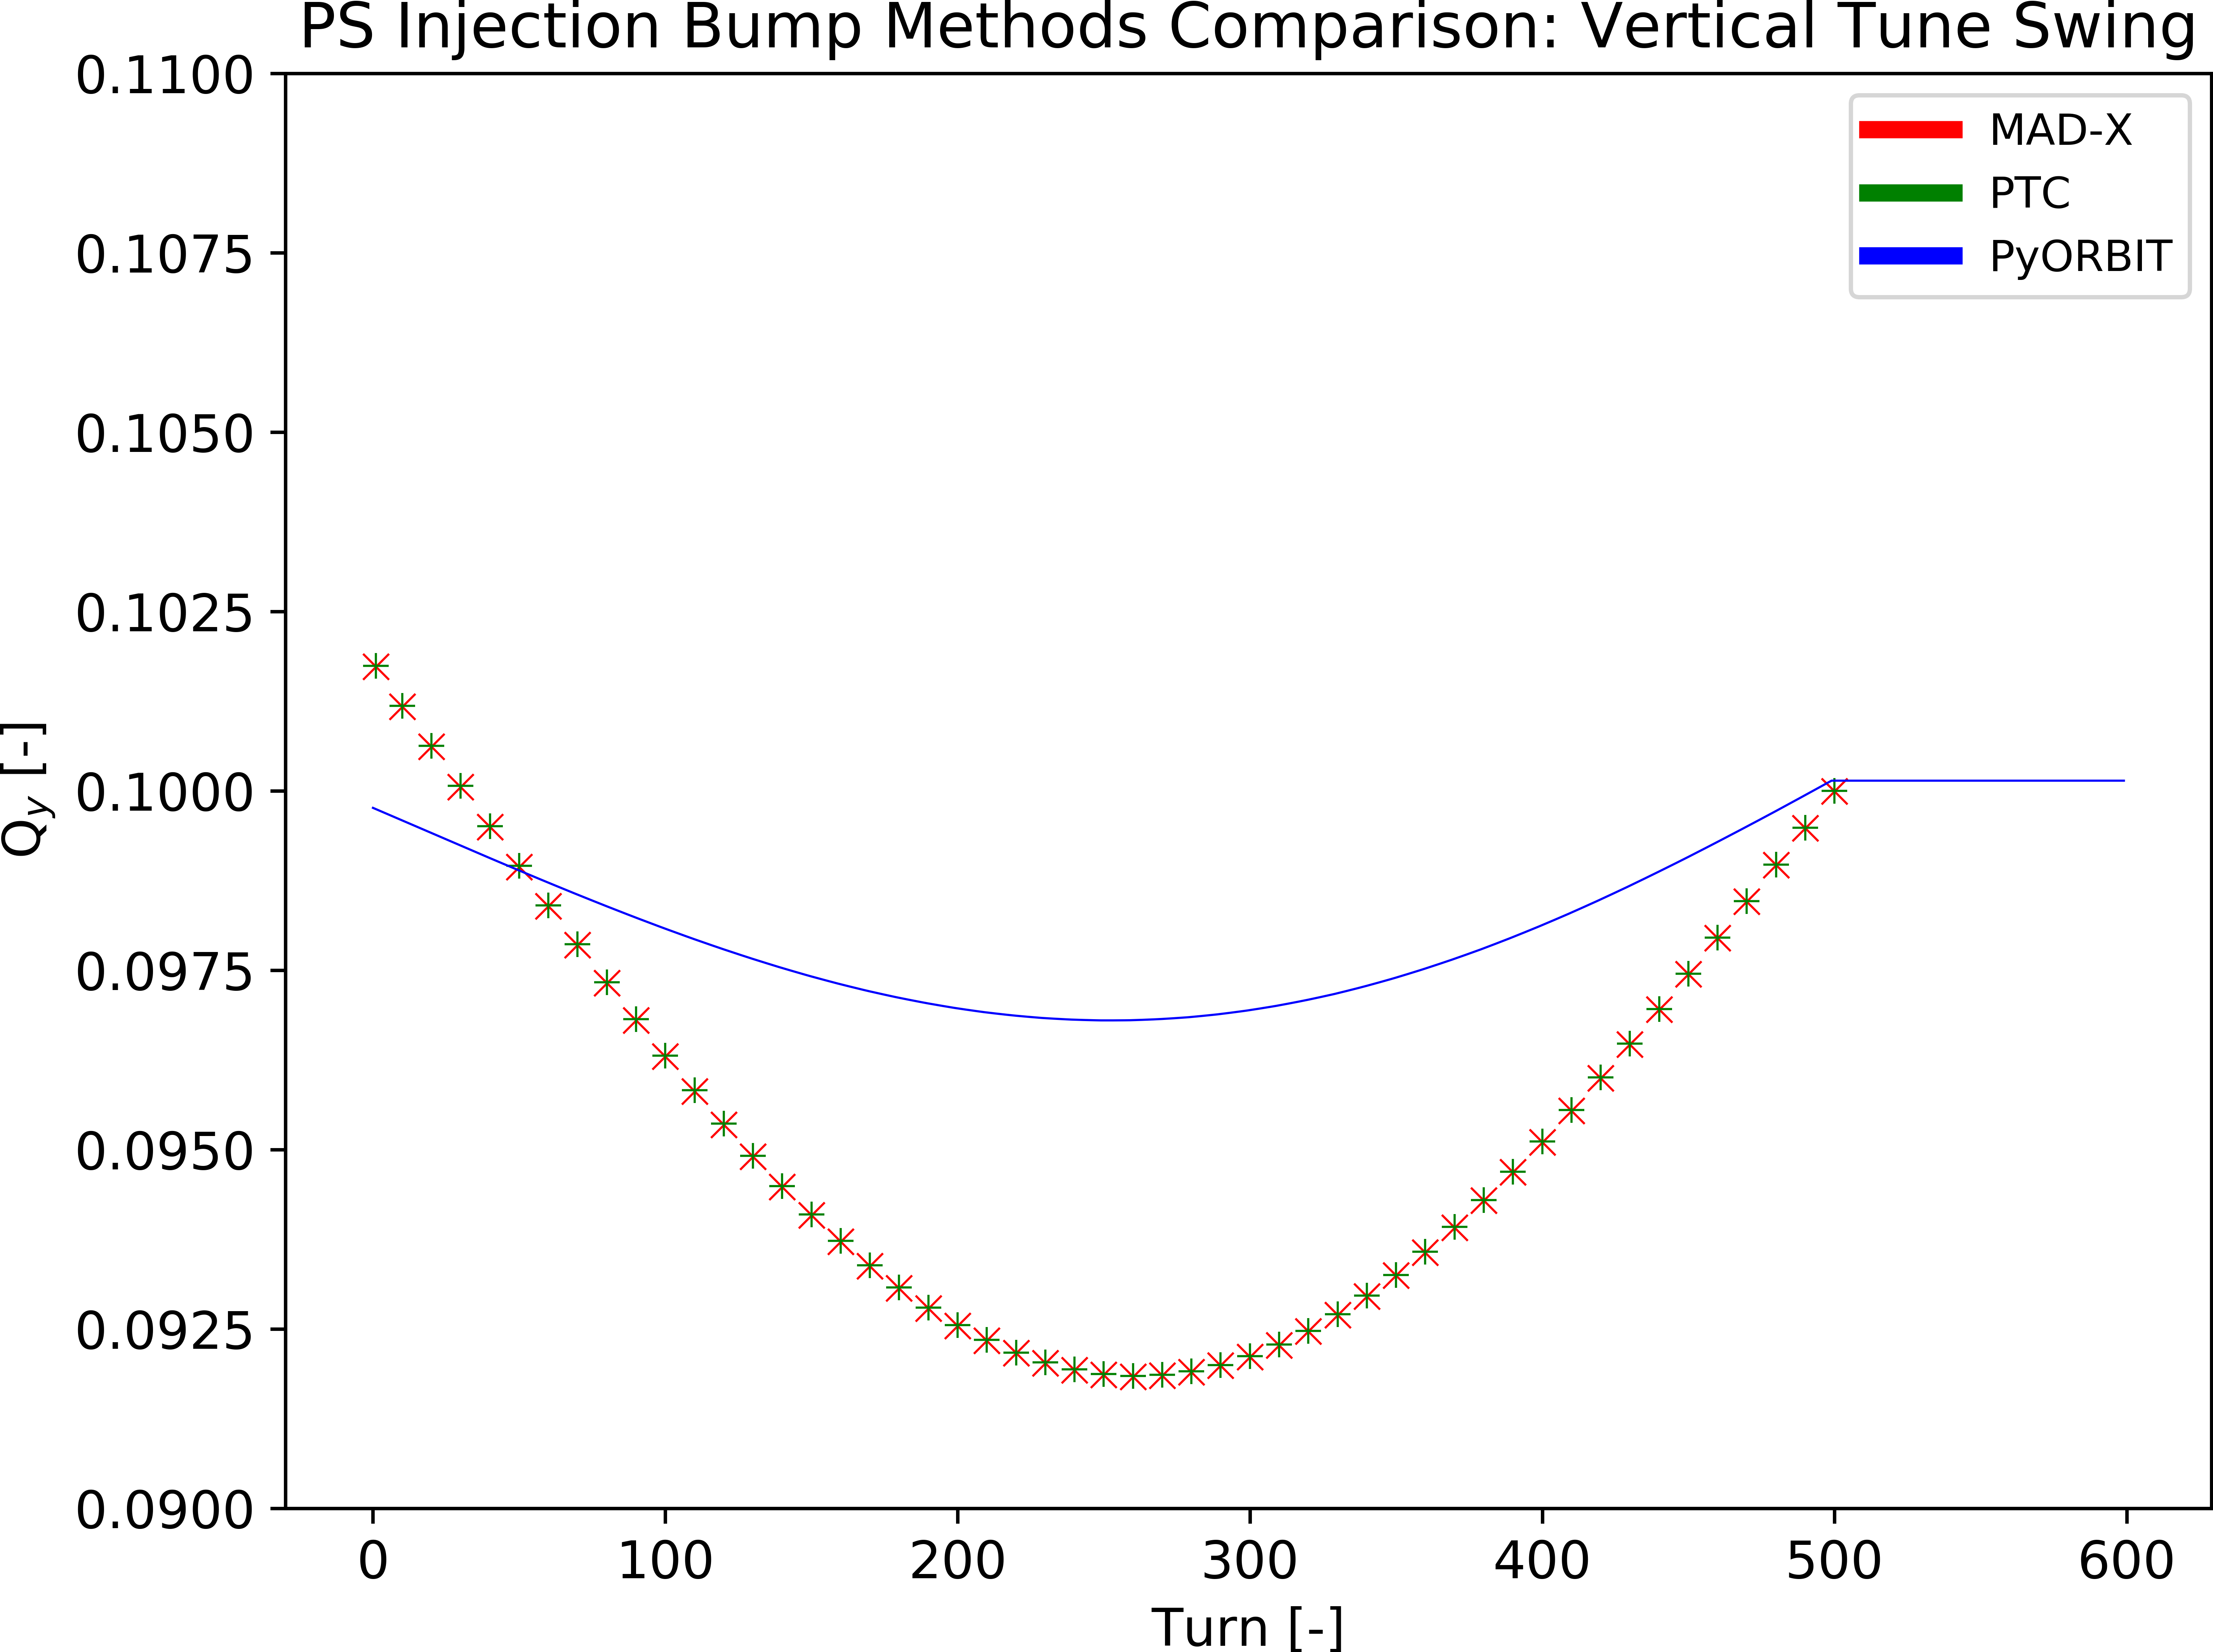 PS Injection Bump Methods Comparison: Vertical Tune Swing
0.1100
0.1075
0.1050
0.1025
0.1000
0.0975
0.0950
0.0925
0.0900
Qy [-]
MAD-X
PTC
PyORBIT
0 100 200 300 400 500 600
Turn [-]